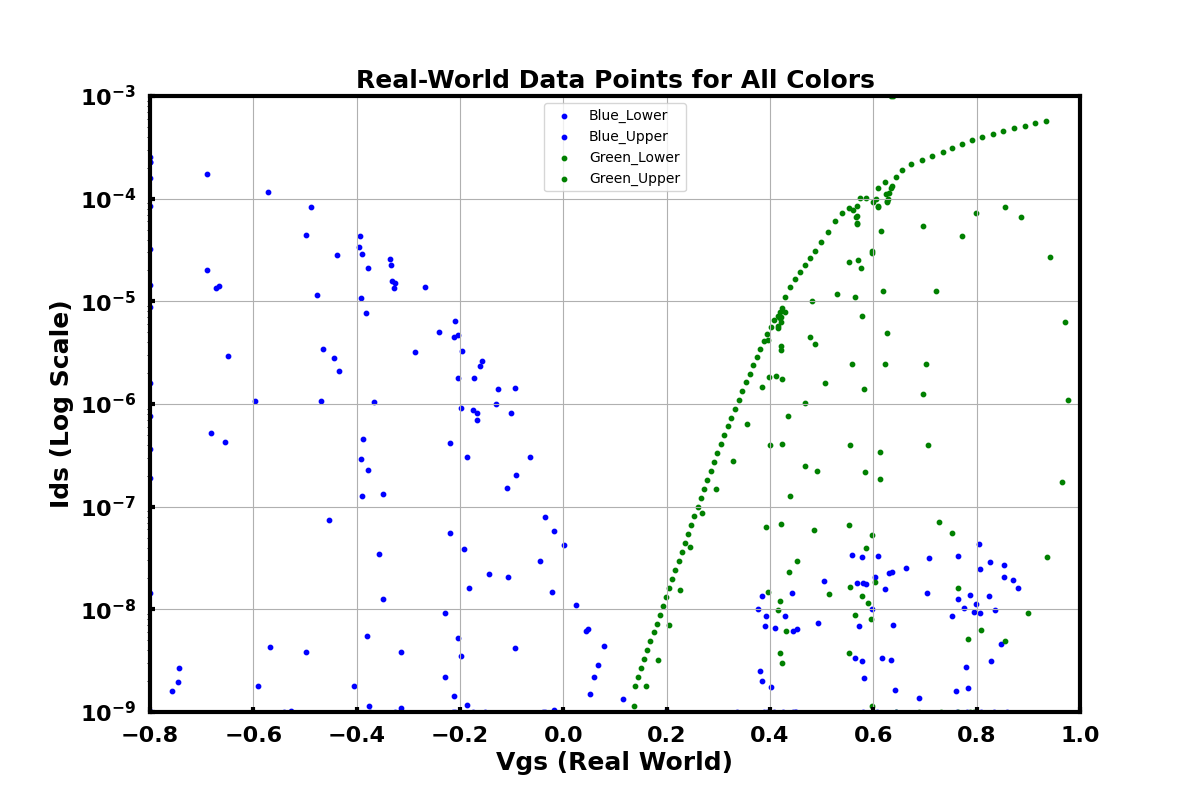 Real-World Data Points for All Colors
Blue_Lower
Blue_Upper
Green_Lower
Green_Upper
10⁻³
10⁻⁴
10⁻⁵
10⁻⁶
10⁻⁷
10⁻⁸
10⁻⁹
Ids (Log Scale)
−0.8 −0.6 −0.4 −0.2 0.0 0.2 0.4 0.6 0.8 1.0
Vgs (Real World)